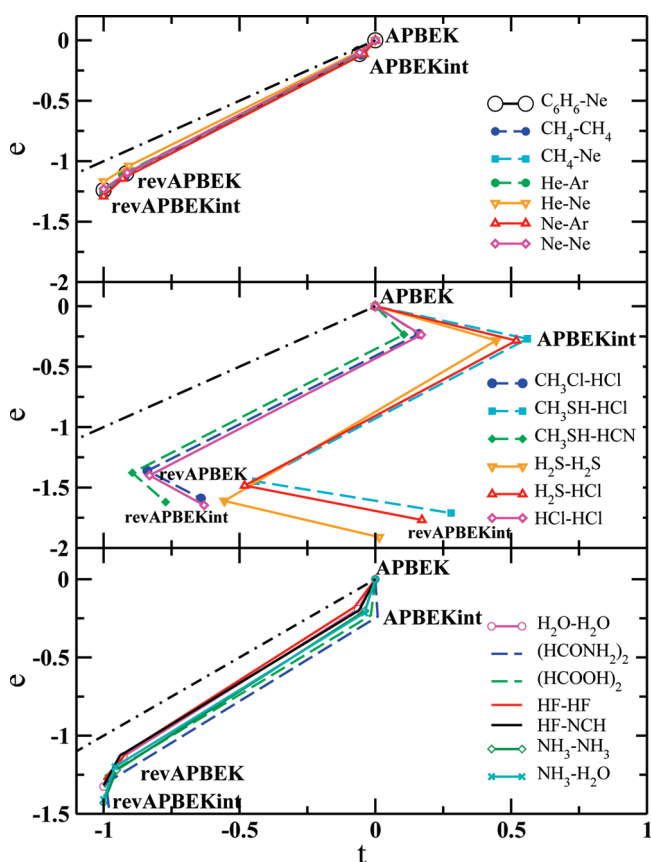 0
-0.5
-1
-1.5
-2
e
APBEK
APBEKint
revAPBEK
revAPBEKint
C6H6-Ne
CH4-CH4
CH4-Ne
He-Ar
He-Ne
Ne-Ar
Ne-Ne
0
-0.5
-1
-1.5
-2
e
APBEK
APBEKint
revAPBEK
revAPBEKint
revAPBEKint
CH3Cl-HCl
CH3SH-HCl
CH3SH-HCN
H2S-H2S
H2S-HCl
HCl-HCl
0
-0.5
-1
-1.5
e
APBEK
APBEKint
revAPBEK
revAPBEKint
H2O-H2O
(HCONH2)2
(HCOOH)2
HF-HF
HF-NCH
NH3-NH3
NH3-H2O
-1
-0.5
0
0.5
1
t